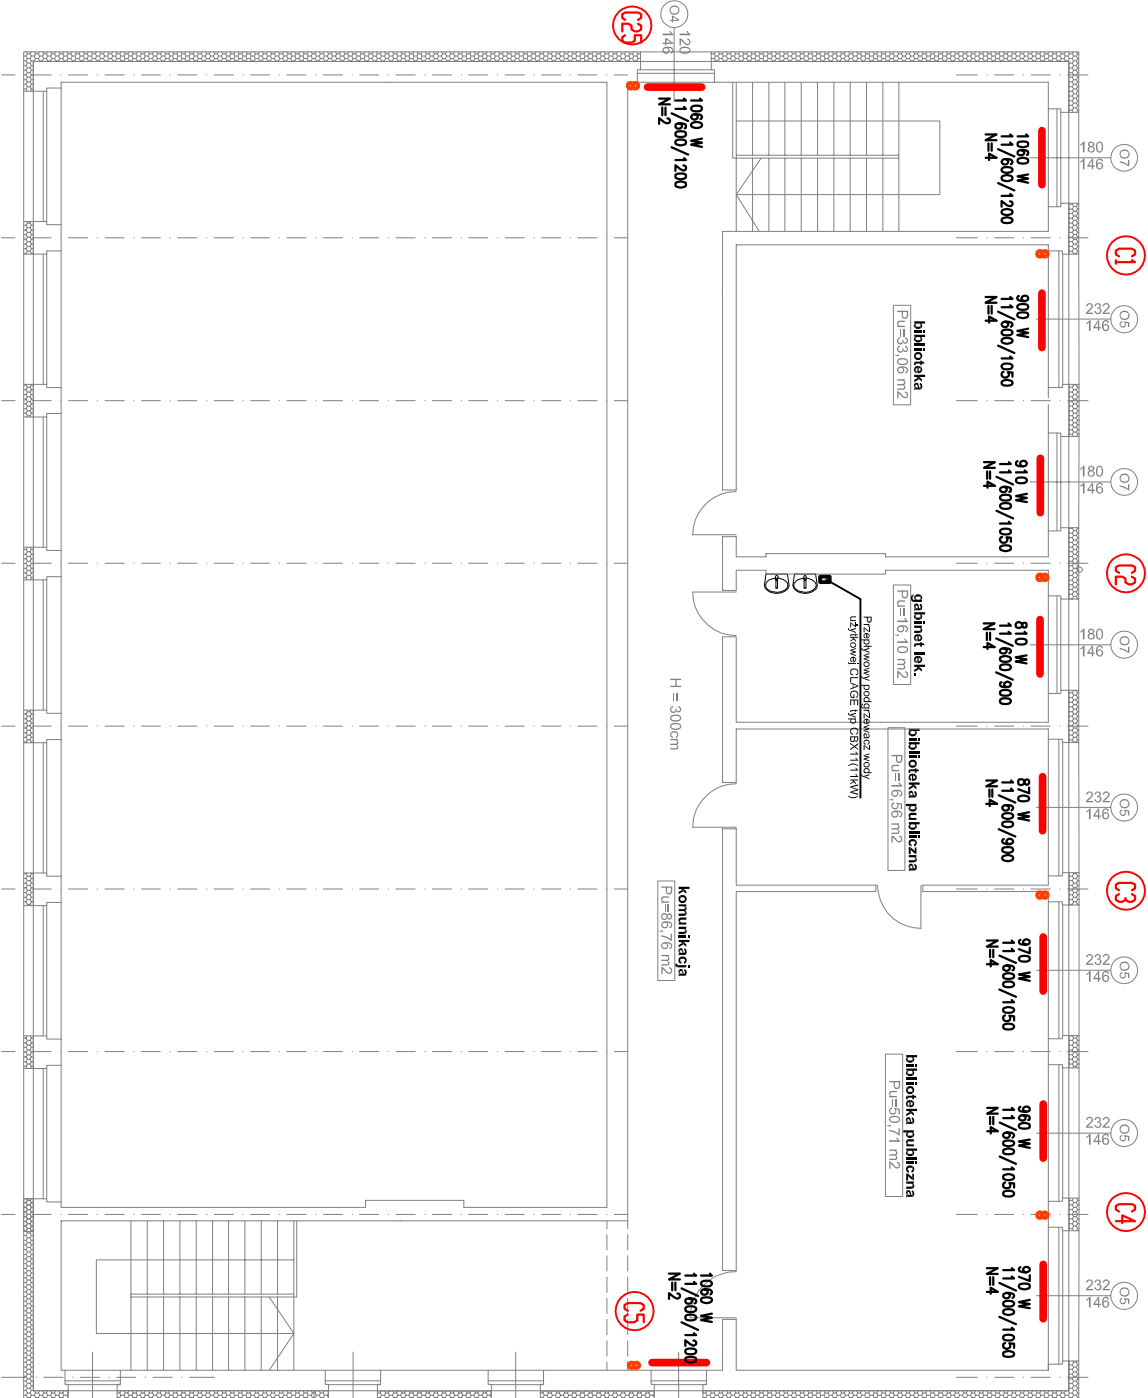 C25
O4
120
146
1060 W
11/600/1200
N=2
1060 W
11/600/1200
N=4
180
146
O7
C1
900 W
11/600/1050
N=4
232
146
O5
biblioteka
Pu=33,06 m2
910 W
11/600/1050
N=4
180
146
O7
C2
gabinet lek.
Pu=16,10 m2
810 W
11/600/900
N=4
180
146
O7
Przepływowy podgrzewacz wody
użytkowej CLAGE typ CBX11(11kW)
H = 300cm
biblioteka publiczna
Pu=16,56 m2
870 W
11/600/900
N=4
232
146
O5
C3
komunikacja
Pu=86,76 m2
970 W
11/600/1050
N=4
232
146
O5
biblioteka publiczna
Pu=50,71 m2
960 W
11/600/1050
N=4
232
146
O5
C4
970 W
11/600/1050
N=4
232
146
O5
1060 W
11/600/1200
N=2
C5